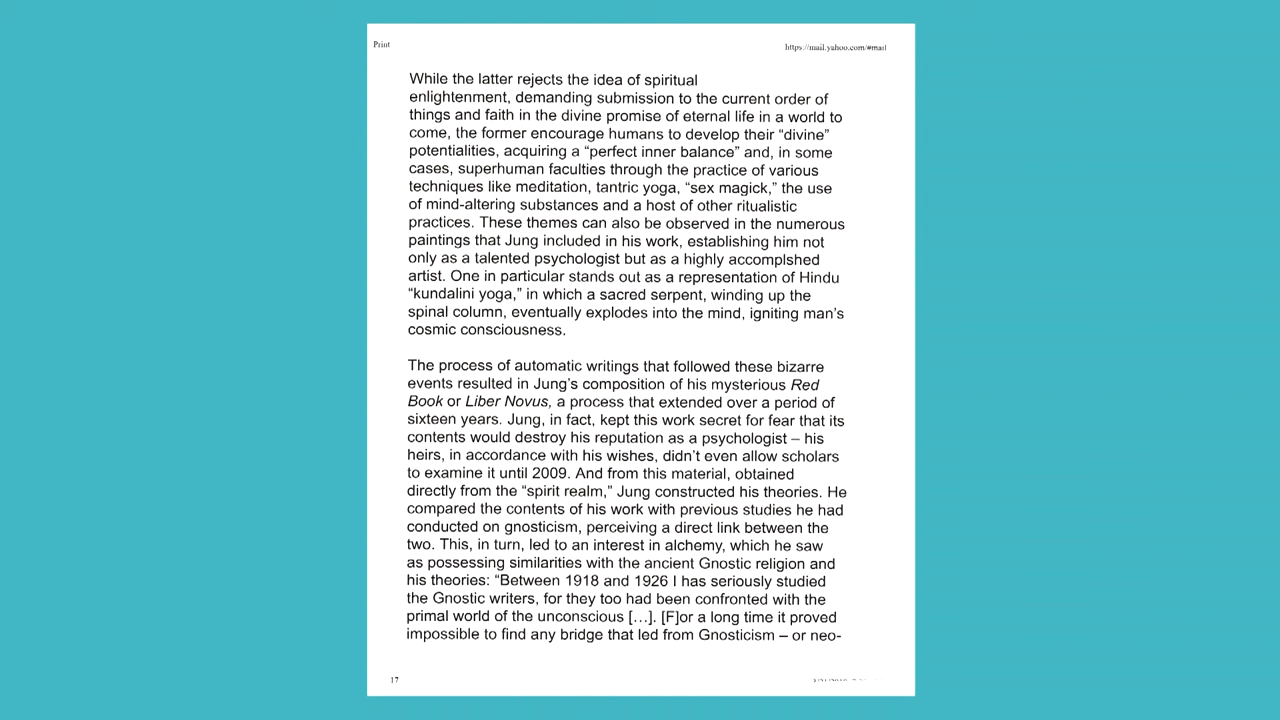 Print
https://mail.yahoo.com/#mail
While the latter rejects the idea of spiritual
enlightenment, demanding submission to the current order of
things and faith in the divine promise of eternal life in a world to
come, the former encourage humans to develop their “divine”
potentialities, acquiring a “perfect inner balance” and, in some
cases, superhuman faculties through the practice of various
techniques like meditation, tantric yoga, “sex magick,” the use
of mind-altering substances and a host of other ritualistic
practices. These themes can also be observed in the numerous
paintings that Jung included in his work, establishing him not
only as a talented psychologist but as a highly accomplshed
artist. One in particular stands out as a representation of Hindu
“kundalini yoga,” in which a sacred serpent, winding up the
spinal column, eventually explodes into the mind, igniting man’s
cosmic consciousness.
The process of automatic writings that followed these bizarre
events resulted in Jung’s composition of his mysterious Red
Book or Liber Novus, a process that extended over a period of
sixteen years. Jung, in fact, kept this work secret for fear that its
contents would destroy his reputation as a psychologist – his
heirs, in accordance with his wishes, didn’t even allow scholars
to examine it until 2009. And from this material, obtained
directly from the “spirit realm,” Jung constructed his theories. He
compared the contents of his work with previous studies he had
conducted on gnosticism, perceiving a direct link between the
two. This, in turn, led to an interest in alchemy, which he saw
as possessing similarities with the ancient Gnostic religion and
his theories: “Between 1918 and 1926 I has seriously studied
the Gnostic writers, for they too had been confronted with the
primal world of the unconscious […]. [F]or a long time it proved
impossible to find any bridge that led from Gnosticism – or neo-
17